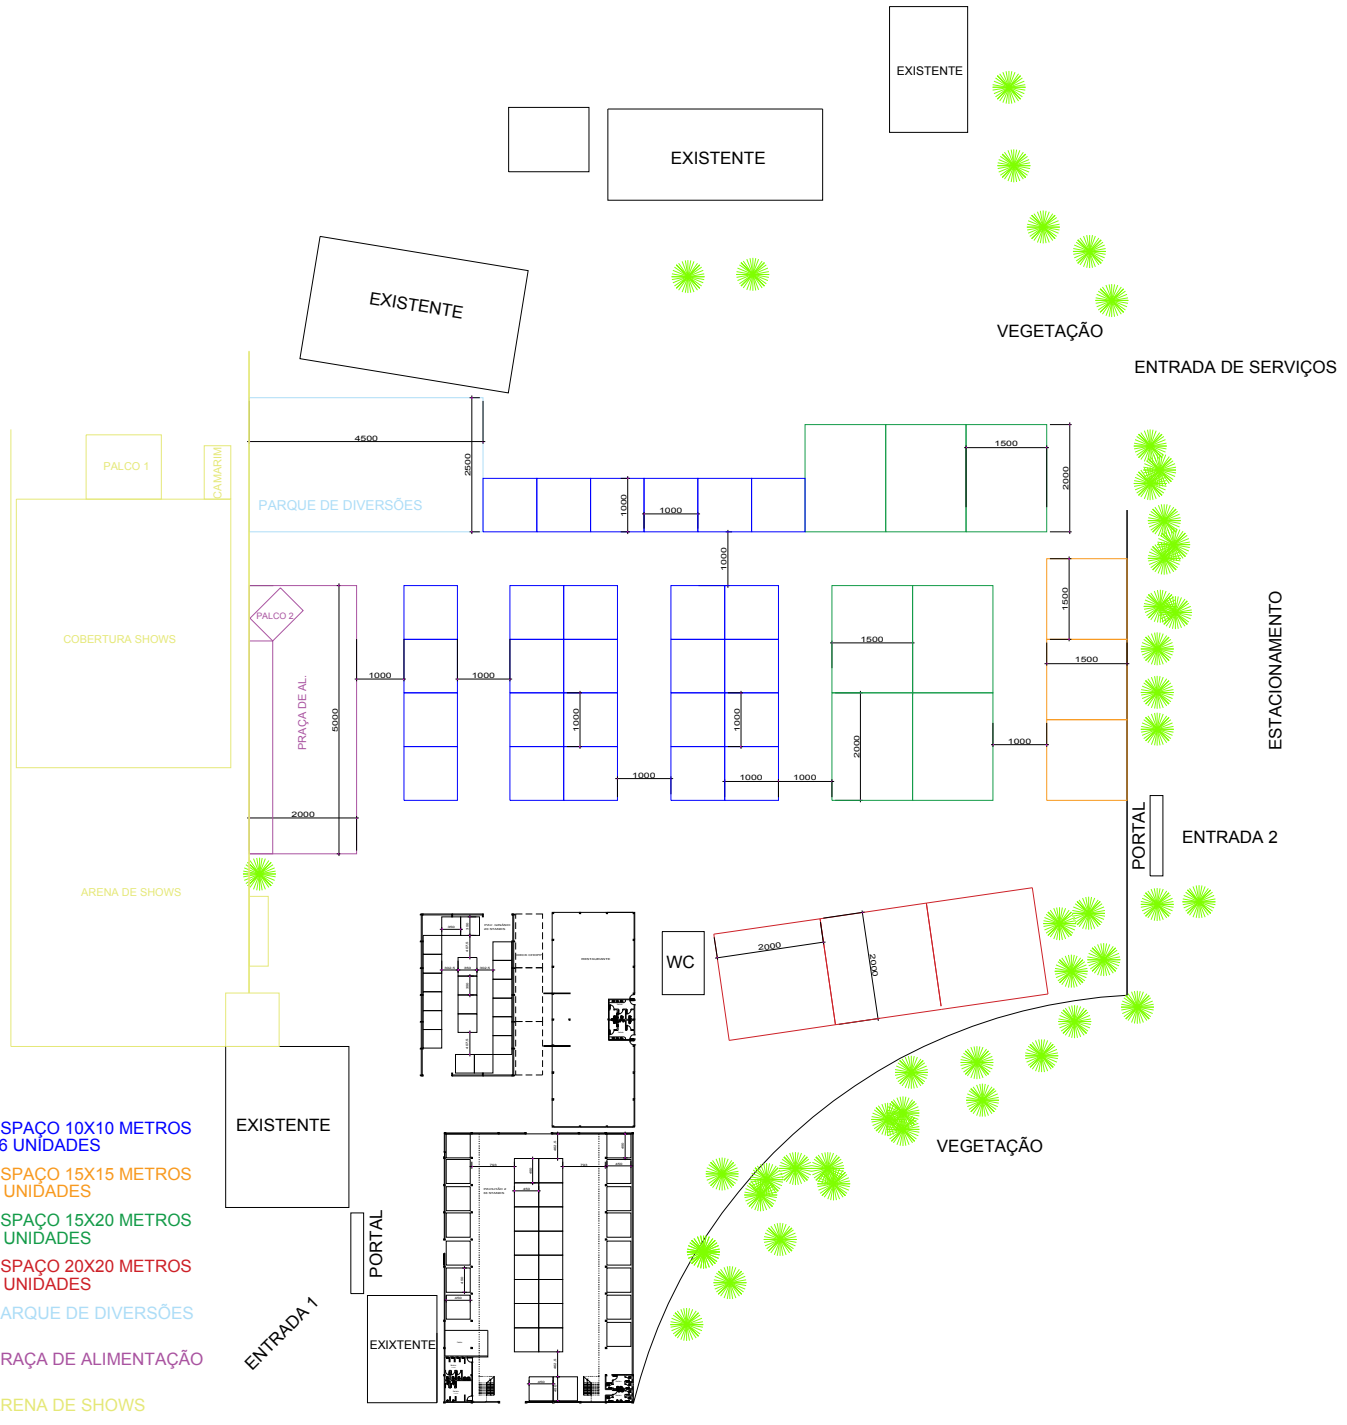 EXISTENTE
EXISTENTE
EXISTENTE
VEGETAÇÃO
ENTRADA DE SERVIÇOS
4500
2500
1500
2000
PALCO 1
CAMARIM
PARQUE DE DIVERSÕES
1000
1000
1000
1500
PALCO 2
COBERTURA SHOWS
PRAÇA DE AL.
5000
1000
1000
1000
1000
1500
2000
1500
ESTACIONAMENTO
1000
1000
1000
1000
2000
PORTAL
ENTRADA 2
ARENA DE SHOWS
WC
2000
2000
RESTAURANTE
EXISTENTE
VEGETAÇÃO
SPAÇO 10X10 METROS
6 UNIDADES
SPAÇO 15X15 METROS
UNIDADES
SPAÇO 15X20 METROS
UNIDADES
SPAÇO 20X20 METROS
UNIDADES
ARQUE DE DIVERSÕES
RAÇA DE ALIMENTAÇÃO
RENA DE SHOWS
PORTAL
ENTRADA 1
EXIXTENTE